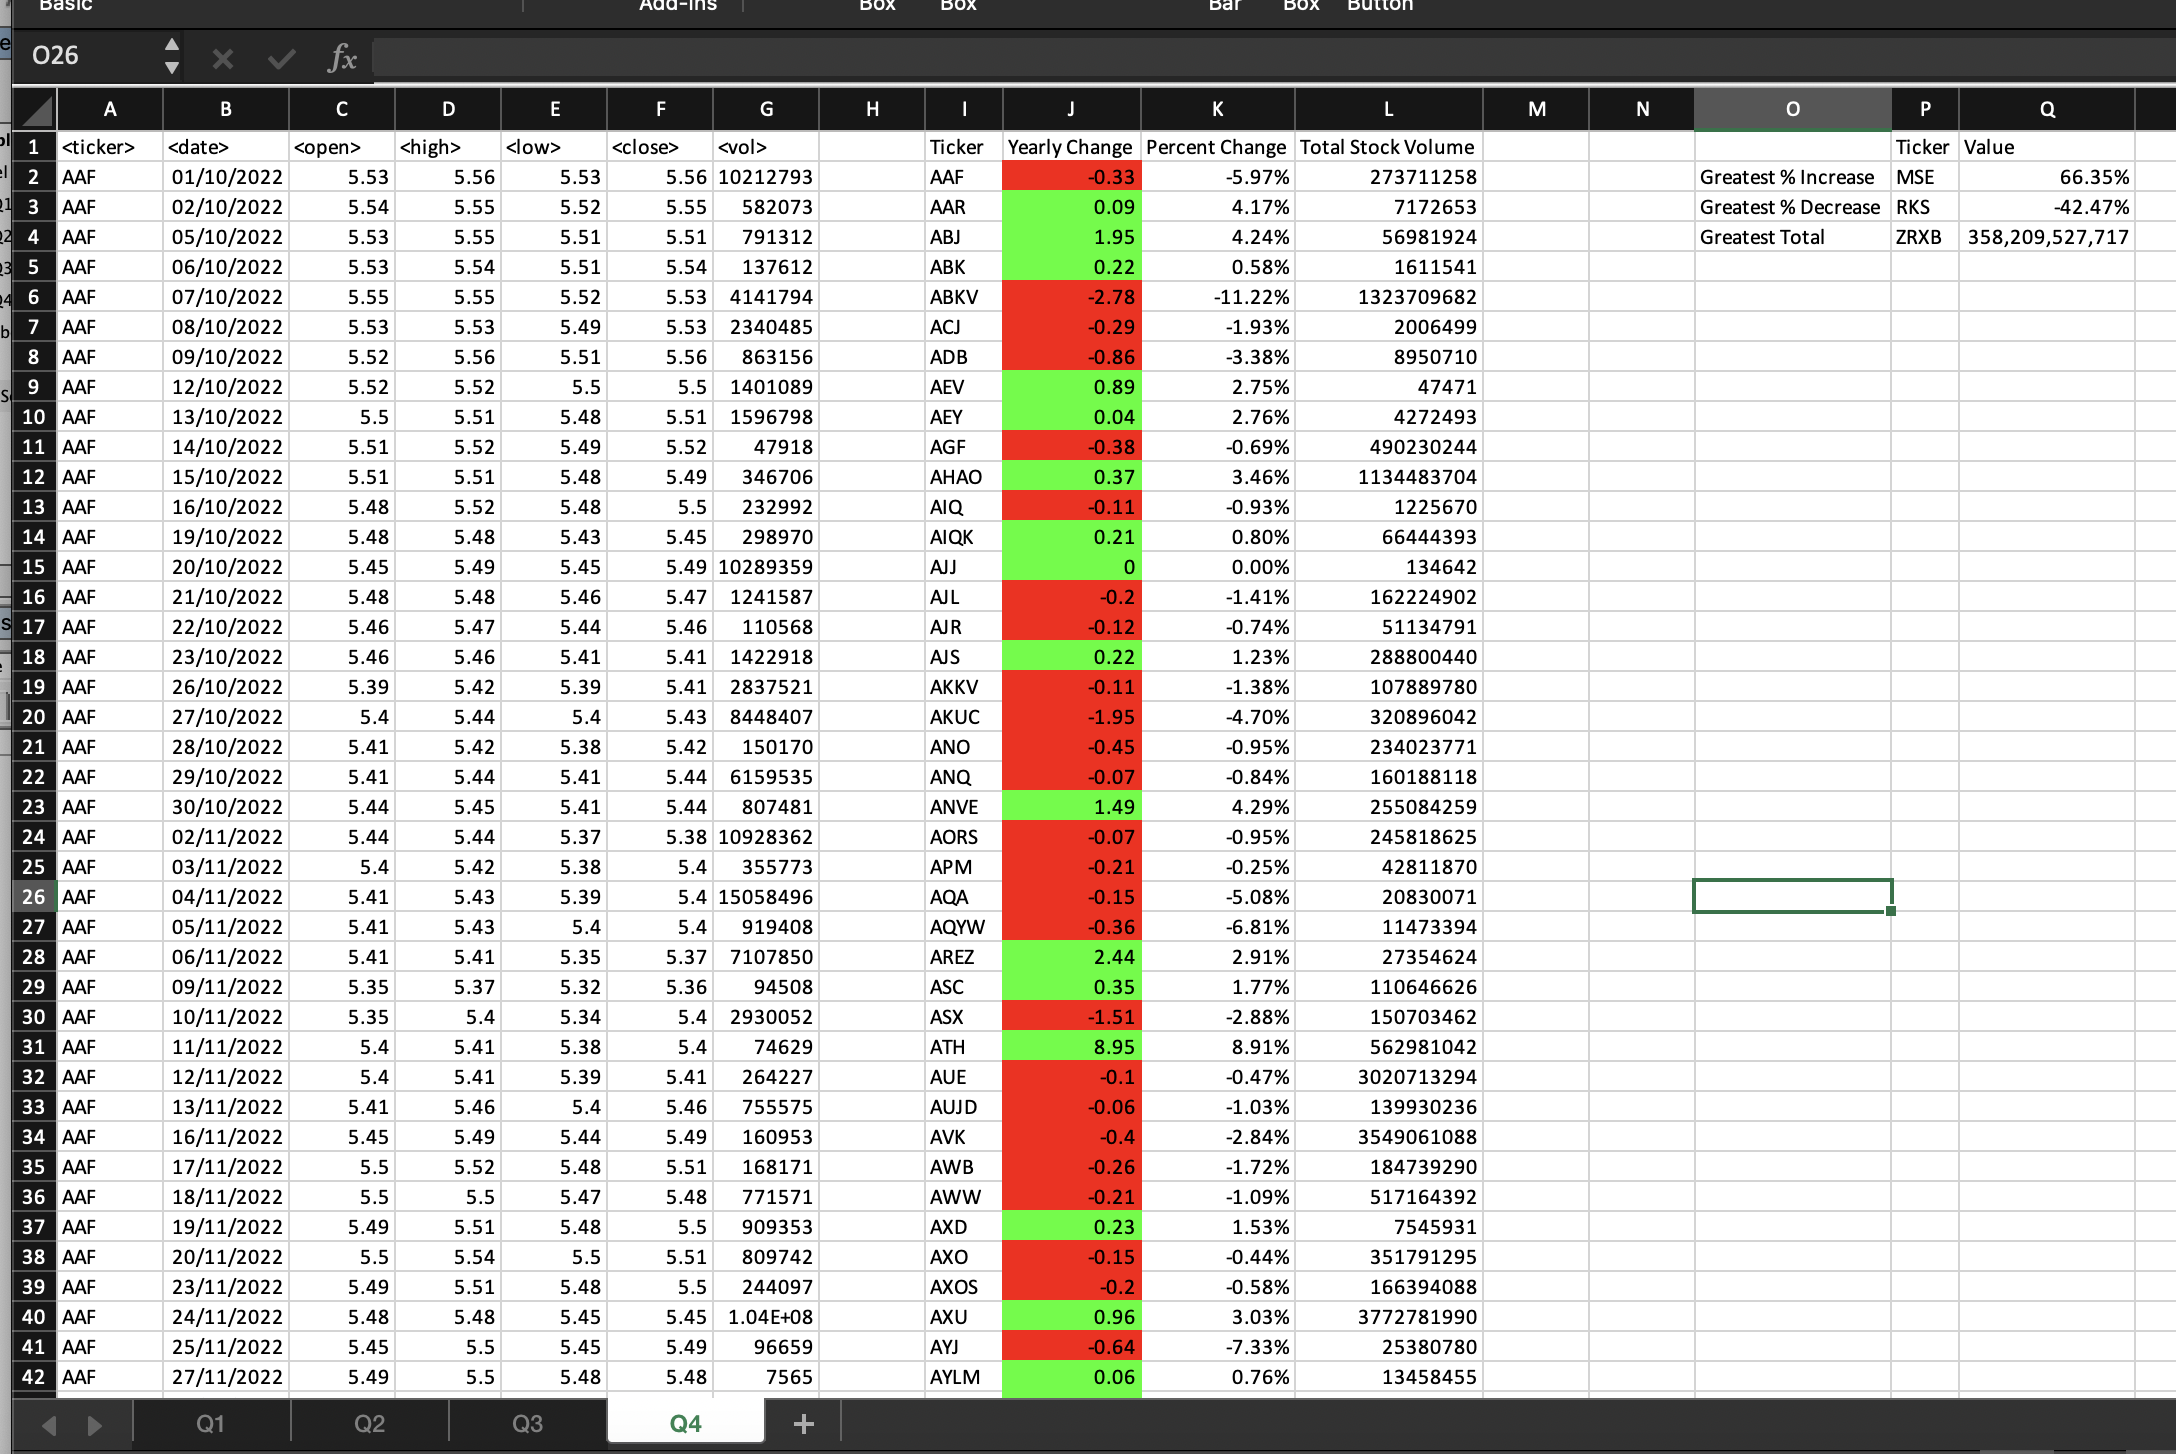 Basic Add-ins Box Box Bar Box Button
O26 fx
A B C D E F G H I J K L M N O P Q
1 <ticker> <date> <open> <high> <low> <close> <vol> Ticker Yearly Change Percent Change Total Stock Volume Ticker Value
2 AAF 01/10/2022 5.53 5.56 5.53 5.56 10212793 AAF -0.33 -5.97% 273711258 Greatest % Increase MSE 66.35%
3 AAF 02/10/2022 5.54 5.55 5.52 5.55 582073 AAR 0.09 4.17% 7172653 Greatest % Decrease RKS -42.47%
4 AAF 05/10/2022 5.53 5.55 5.51 5.51 791312 ABJ 1.95 4.24% 56981924 Greatest Total ZRXB 358,209,527,717
5 AAF 06/10/2022 5.53 5.54 5.51 5.54 137612 ABK 0.22 0.58% 1611541
6 AAF 07/10/2022 5.55 5.55 5.52 5.53 4141794 ABKV -2.78 -11.22% 1323709682
7 AAF 08/10/2022 5.53 5.53 5.49 5.53 2340485 ACJ -0.29 -1.93% 2006499
8 AAF 09/10/2022 5.52 5.56 5.51 5.56 863156 ADB -0.86 -3.38% 8950710
9 AAF 12/10/2022 5.52 5.52 5.5 5.5 1401089 AEV 0.89 2.75% 47471
10 AAF 13/10/2022 5.5 5.51 5.48 5.51 1596798 AEY 0.04 2.76% 4272493
11 AAF 14/10/2022 5.51 5.52 5.49 5.52 47918 AGF -0.38 -0.69% 490230244
12 AAF 15/10/2022 5.51 5.51 5.48 5.49 346706 AHAO 0.37 3.46% 1134483704
13 AAF 16/10/2022 5.48 5.52 5.48 5.5 232992 AIQ -0.11 -0.93% 1225670
14 AAF 19/10/2022 5.48 5.48 5.43 5.45 298970 AIQK 0.21 0.80% 66444393
15 AAF 20/10/2022 5.45 5.49 5.45 5.49 10289359 AJJ 0 0.00% 134642
16 AAF 21/10/2022 5.48 5.48 5.46 5.47 1241587 AJL -0.2 -1.41% 162224902
17 AAF 22/10/2022 5.46 5.47 5.44 5.46 110568 AJR -0.12 -0.74% 51134791
18 AAF 23/10/2022 5.46 5.46 5.41 5.41 1422918 AJS 0.22 1.23% 288800440
19 AAF 26/10/2022 5.39 5.42 5.39 5.41 2837521 AKKV -0.11 -1.38% 107889780
20 AAF 27/10/2022 5.4 5.44 5.4 5.43 8448407 AKUC -1.95 -4.70% 320896042
21 AAF 28/10/2022 5.41 5.42 5.38 5.42 150170 ANO -0.45 -0.95% 234023771
22 AAF 29/10/2022 5.41 5.44 5.41 5.44 6159535 ANQ -0.07 -0.84% 160188118
23 AAF 30/10/2022 5.44 5.45 5.41 5.44 807481 ANVE 1.49 4.29% 255084259
24 AAF 02/11/2022 5.44 5.44 5.37 5.38 10928362 AORS -0.07 -0.95% 245818625
25 AAF 03/11/2022 5.4 5.42 5.38 5.4 355773 APM -0.21 -0.25% 42811870
26 AAF 04/11/2022 5.41 5.43 5.39 5.4 15058496 AQA -0.15 -5.08% 20830071
27 AAF 05/11/2022 5.41 5.43 5.4 5.4 919408 AQYW -0.36 -6.81% 11473394
28 AAF 06/11/2022 5.41 5.41 5.35 5.37 7107850 AREZ 2.44 2.91% 27354624
29 AAF 09/11/2022 5.35 5.37 5.32 5.36 94508 ASC 0.35 1.77% 110646626
30 AAF 10/11/2022 5.35 5.4 5.34 5.4 2930052 ASX -1.51 -2.88% 150703462
31 AAF 11/11/2022 5.4 5.41 5.38 5.4 74629 ATH 8.95 8.91% 562981042
32 AAF 12/11/2022 5.4 5.41 5.39 5.41 264227 AUE -0.1 -0.47% 3020713294
33 AAF 13/11/2022 5.41 5.46 5.4 5.46 755575 AUJD -0.06 -1.03% 139930236
34 AAF 16/11/2022 5.45 5.49 5.44 5.49 160953 AVK -0.4 -2.84% 3549061088
35 AAF 17/11/2022 5.5 5.52 5.48 5.51 168171 AWB -0.26 -1.72% 184739290
36 AAF 18/11/2022 5.5 5.5 5.47 5.48 771571 AWW -0.21 -1.09% 517164392
37 AAF 19/11/2022 5.49 5.51 5.48 5.5 909353 AXD 0.23 1.53% 7545931
38 AAF 20/11/2022 5.5 5.54 5.5 5.51 809742 AXO -0.15 -0.44% 351791295
39 AAF 23/11/2022 5.49 5.51 5.48 5.5 244097 AXOS -0.2 -0.58% 166394088
40 AAF 24/11/2022 5.48 5.48 5.45 5.45 1.04E+08 AXU 0.96 3.03% 3772781990
41 AAF 25/11/2022 5.45 5.5 5.45 5.49 96659 AYJ -0.64 -7.33% 25380780
42 AAF 27/11/2022 5.49 5.5 5.48 5.48 7565 AYLM 0.06 0.76% 13458455
Q1 Q2 Q3 Q4 +